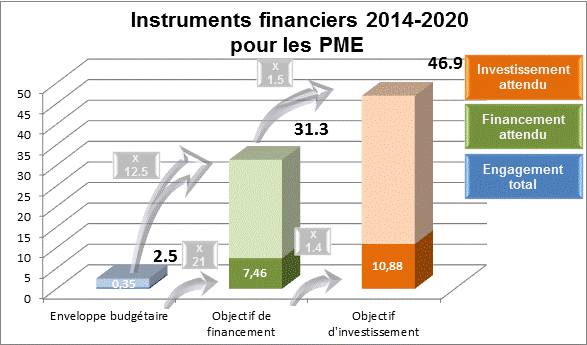 Instruments financiers 2014-2020
pour les PME
46.9
Investissement
attendu
Financement
attendu
Engagement
total
X
1.5
31.3
X
12.5
X
1.4
X
21
2.5
0,35
7,46
10,88
50
45
40
35
30
25
20
15
10
5
0
Enveloppe budgétaire
Objectif de
financement
Objectif
d'investissement